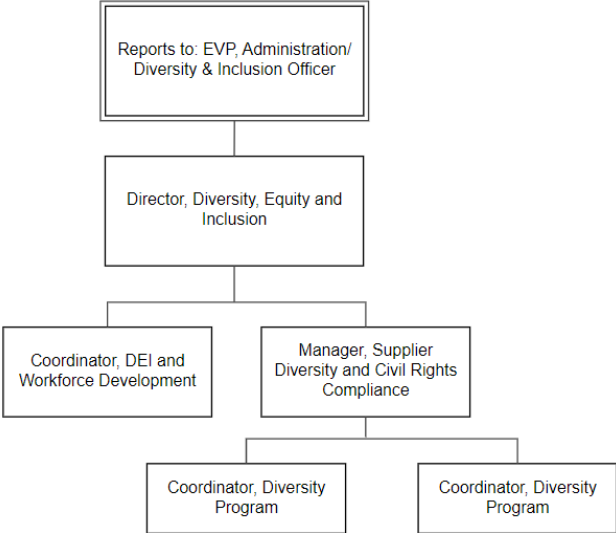 Reports to: EVP, Administration/
Diversity & Inclusion Officer
Director, Diversity, Equity and
Inclusion
Coordinator, DEI and
Workforce Development
Manager, Supplier
Diversity and Civil Rights
Compliance
Coordinator, Diversity
Program
Coordinator, Diversity
Program